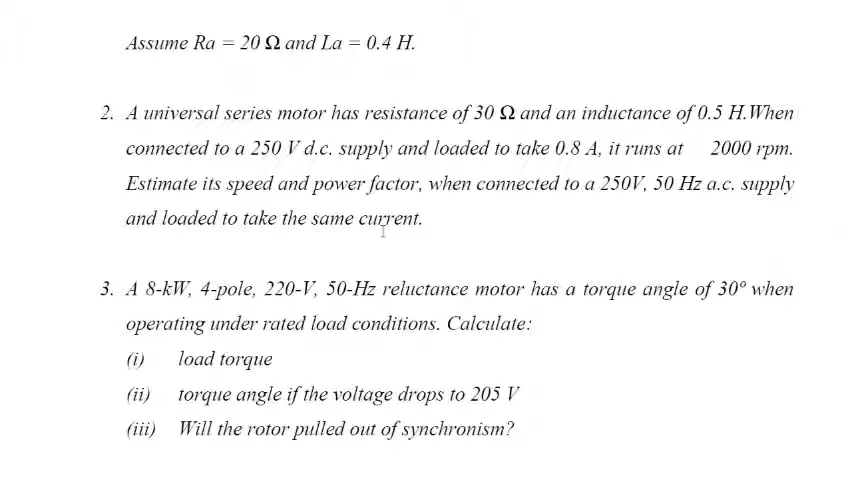 Assume Ra = 20 Ω and La = 0.4 H.
2. A universal series motor has resistance of 30 Ω and an inductance of 0.5 H.When
connected to a 250 V d.c. supply and loaded to take 0.8 A, it runs at 2000 rpm.
Estimate its speed and power factor, when connected to a 250V, 50 Hz a.c. supply
and loaded to take the same current.
3. A 8-kW, 4-pole, 220-V, 50-Hz reluctance motor has a torque angle of 30º when
operating under rated load conditions. Calculate:
(i) load torque
(ii) torque angle if the voltage drops to 205 V
(iii) Will the rotor pulled out of synchronism?